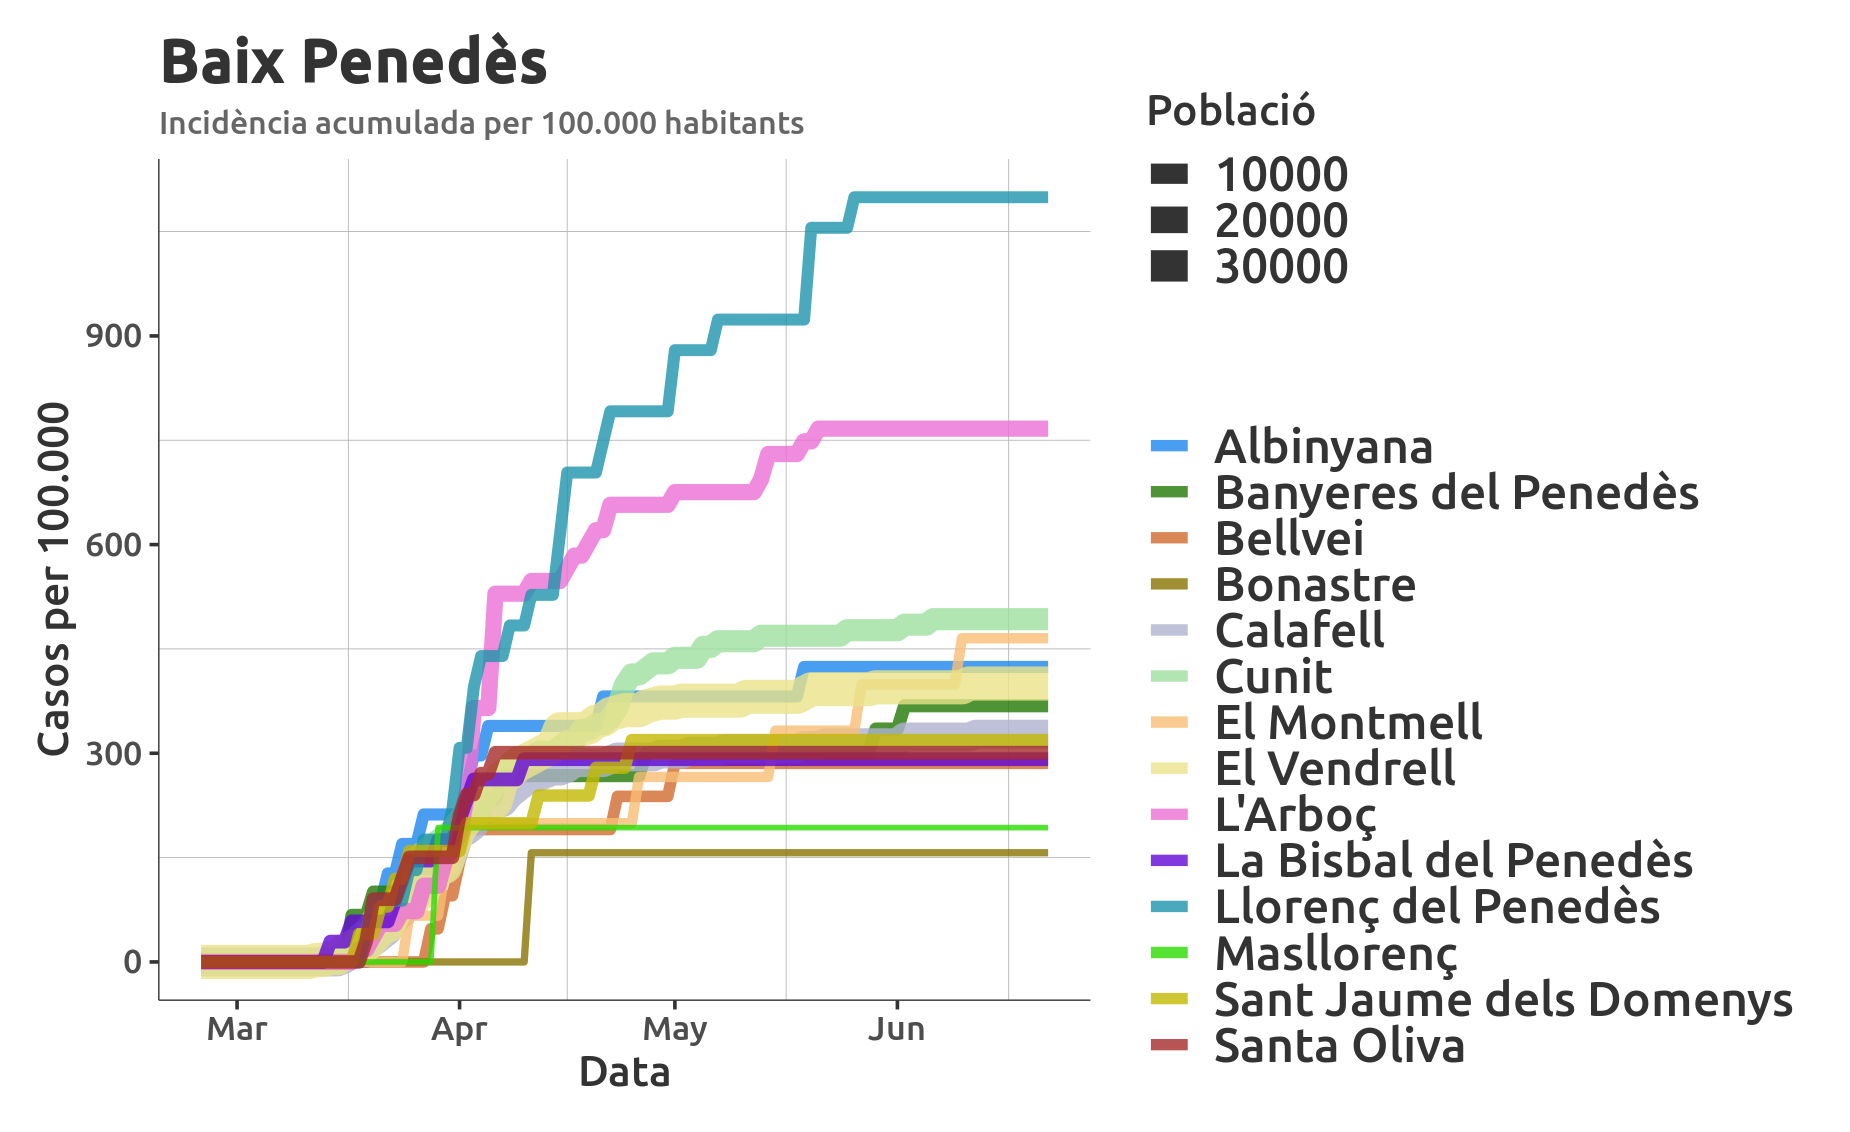 Baix Penedès
Incidència acumulada per 100.000 habitants
Casos per 100.000
900
600
300
0
Mar
Apr
May
Jun
Data
Població
10000
20000
30000
Albinyana
Banyeres del Penedès
Bellvei
Bonastre
Calafell
Cunit
El Montmell
El Vendrell
L'Arboç
La Bisbal del Penedès
Llorenç del Penedès
Masllorenç
Sant Jaume dels Domenys
Santa Oliva